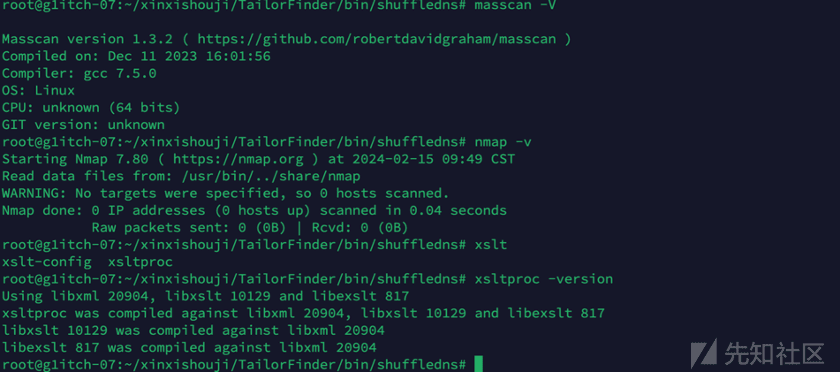 root@g1itch-07:~/xinxishouji/TailorFinder/bin/shuffledns# masscan -V
Masscan version 1.3.2 ( https://github.com/robertdavidgraham/masscan )
Compiled on: Dec 11 2023 16:01:56
Compiler: gcc 7.5.0
OS: Linux
CPU: unknown (64 bits)
GIT version: unknown
root@g1itch-07:~/xinxishouji/TailorFinder/bin/shuffledns# nmap -v
Starting Nmap 7.80 ( https://nmap.org ) at 2024-02-15 09:49 CST
Read data files from: /usr/bin/../share/nmap
WARNING: No targets were specified, so 0 hosts scanned.
Nmap done: 0 IP addresses (0 hosts up) scanned in 0.04 seconds
Raw packets sent: 0 (0B) | Rcvd: 0 (0B)
root@g1itch-07:~/xinxishouji/TailorFinder/bin/shuffledns# xslt
xslt-config  xsltproc
root@g1itch-07:~/xinxishouji/TailorFinder/bin/shuffledns# xsltproc -version
Using libxml 20904, libxslt 10129 and libexslt 817
xsltproc was compiled against libxml 20904, libxslt 10129 and libexslt 817
libxslt 10129 was compiled against libxml 20904
libexslt 817 was compiled against libxml 20904
root@g1itch-07:~/xinxishouji/TailorFinder/bin/shuffledns#
先知社区